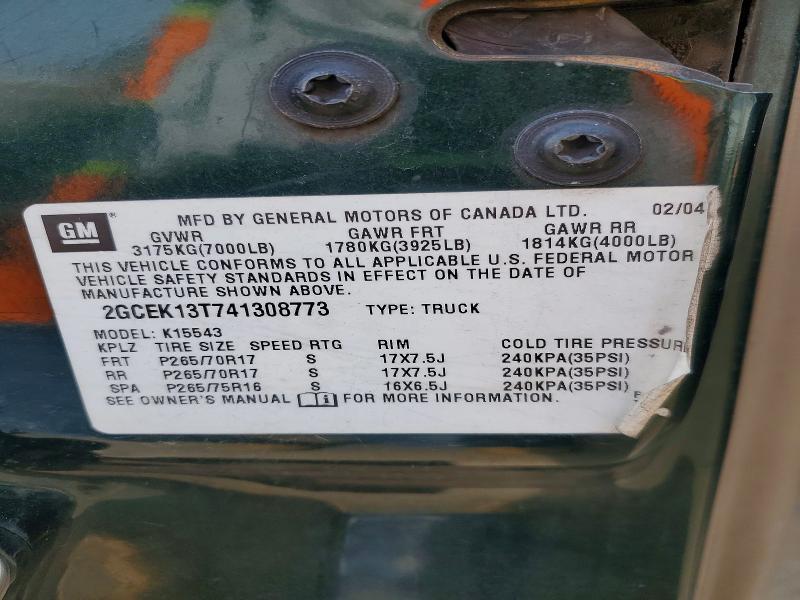 GM MFD BY GENERAL MOTORS OF CANADA LTD. 02/04
GVWR GAWR FRT GAWR RR
3175KG(7000LB) 1780KG(3925LB) 1814KG(4000LB)
THIS VEHICLE CONFORMS TO ALL APPLICABLE U.S. FEDERAL MOTOR
VEHICLE SAFETY STANDARDS IN EFFECT ON THE DATE OF
MANUFACTURE SHOWN ABOVE.
2GCEK13T741308773 TYPE: TRUCK
MODEL: K15543
KPLZ TIRE SIZE SPEED RTG RIM COLD TIRE PRESSUR
FRT P265/70R17 S 17X7.5J 240KPA(35PSI)
RR P265/70R17 S 17X7.5J 240KPA(35PSI)
SPA P265/75R16 S 16X6.5J 240KPA(35PSI)
SEE OWNER'S MANUAL FOR MORE INFORMATION.